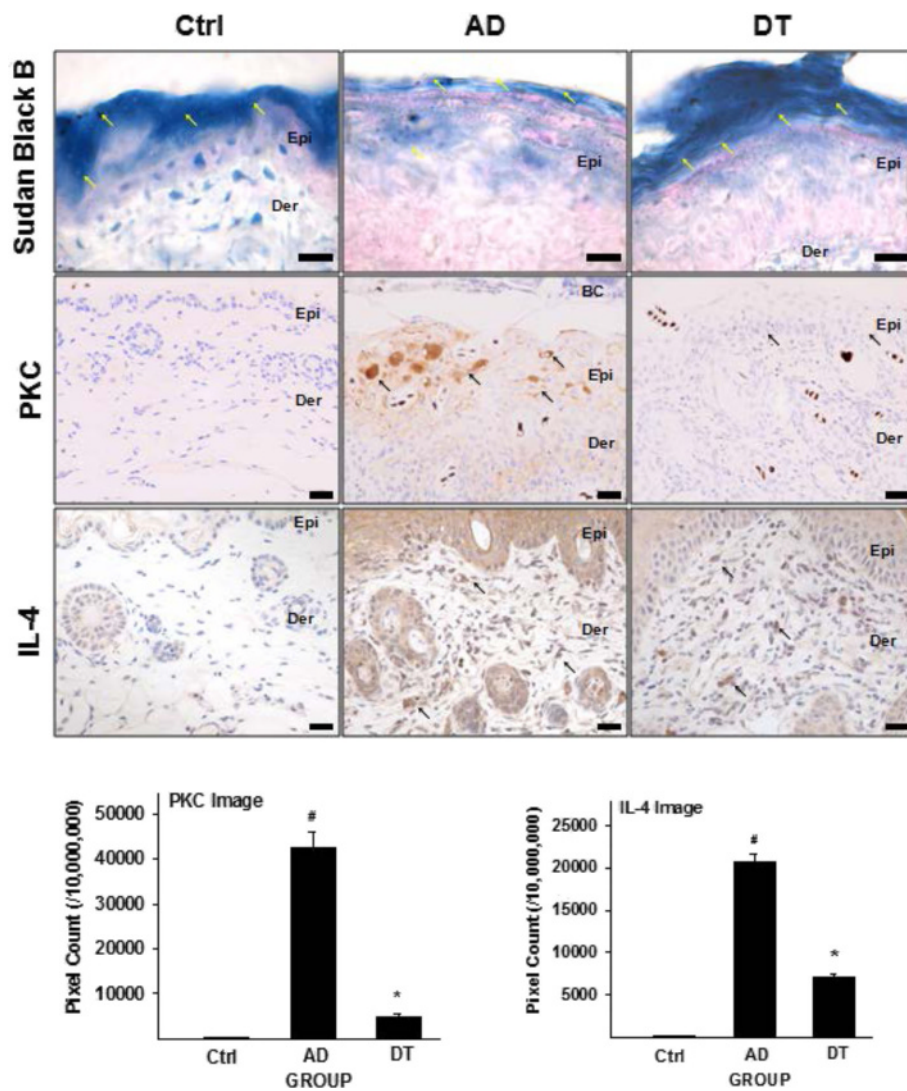 Ctrl AD DT
Sudan Black B
Epi
Der
Epi
Epi
Der
PKC
Epi
Der
BC
Epi
Der
Epi
Der
IL-4
Epi
Der
Epi
Der
Epi
Der
PKC Image
Pixel Count (/10,000,000)
50000
40000
30000
20000
10000
#
*
Ctrl AD DT
GROUP
IL-4 Image
Pixel Count (/10,000,000)
25000
20000
15000
10000
5000
#
*
Ctrl AD DT
GROUP